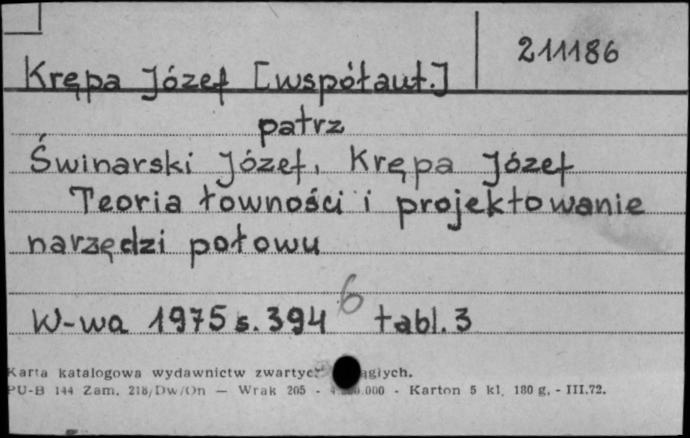 211186
Krępa Józef [współaut.]
patrz
Świnarski Józef, Krępa Józef
Teoria łowności i projektowanie
narzędzi połowu
6
W-wa 1975 s. 394 tabl. 3
Karta katalogowa wydawnictw zwartych
PU-B 144 Zam. 218/Dw/On — Wrak 205 - .000 - Karton 5 kl. 180 g. - III.72.